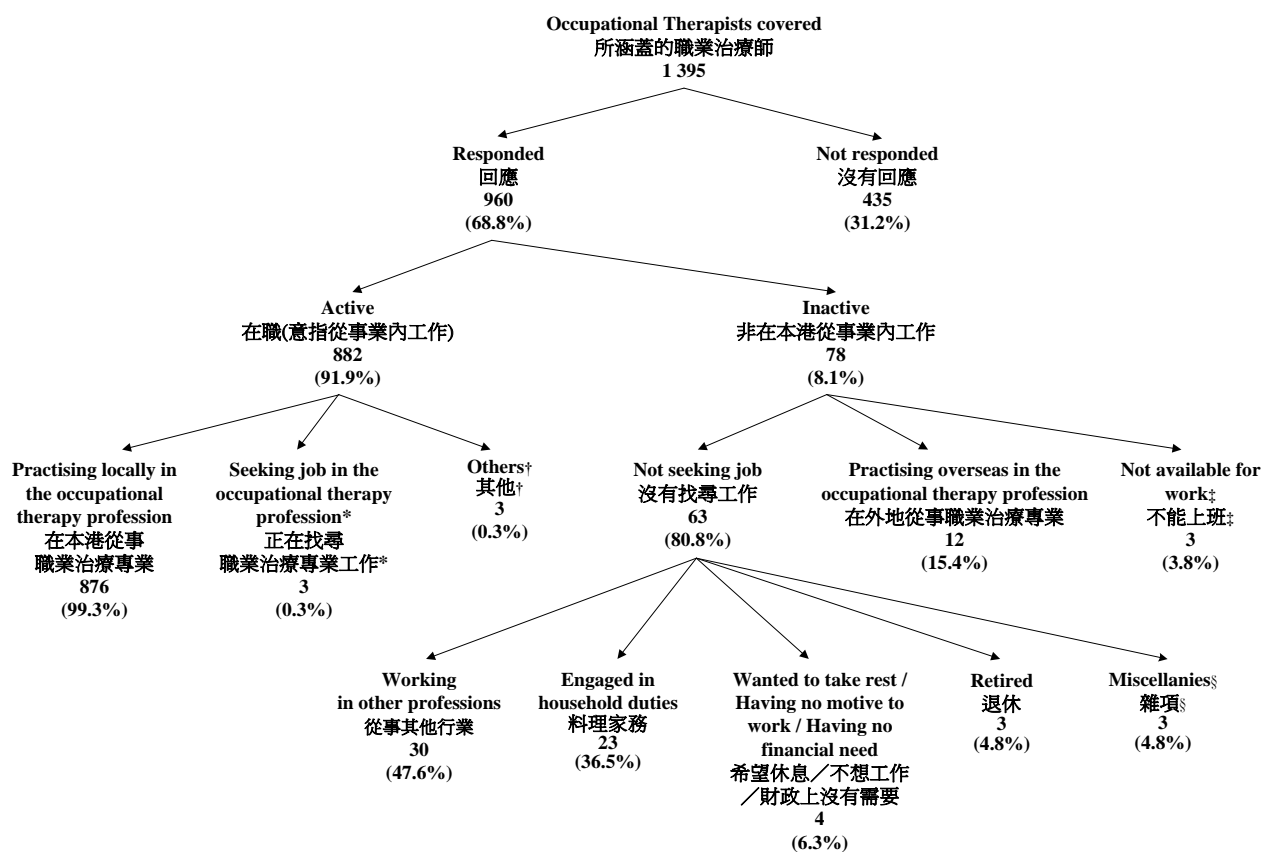 Occupational Therapists covered
所涵蓋的職業治療師
1 395
Responded
回應
960
(68.8%)
Not responded
沒有回應
435
(31.2%)
Active
在職(意指從事業內工作)
882
(91.9%)
Inactive
非在本港從事業內工作
78
(8.1%)
Practising locally in
the occupational
therapy profession
在本港從事
職業治療專業
876
(99.3%)
Seeking job in the
occupational therapy
profession*
正在找尋
職業治療專業工作*
3
(0.3%)
Others†
其他†
3
(0.3%)
Not seeking job
沒有找尋工作
63
(80.8%)
Practising overseas in the
occupational therapy profession
在外地從事職業治療專業
12
(15.4%)
Not available for
work‡
不能上班‡
3
(3.8%)
Working
in other professions
從事其他行業
30
(47.6%)
Engaged in
household duties
料理家務
23
(36.5%)
Wanted to take rest /
Having no motive to
work / Having no
financial need
希望休息／不想工作
／財政上沒有需要
4
(6.3%)
Retired
退休
3
(4.8%)
Miscellanies§
雜項§
3
(4.8%)